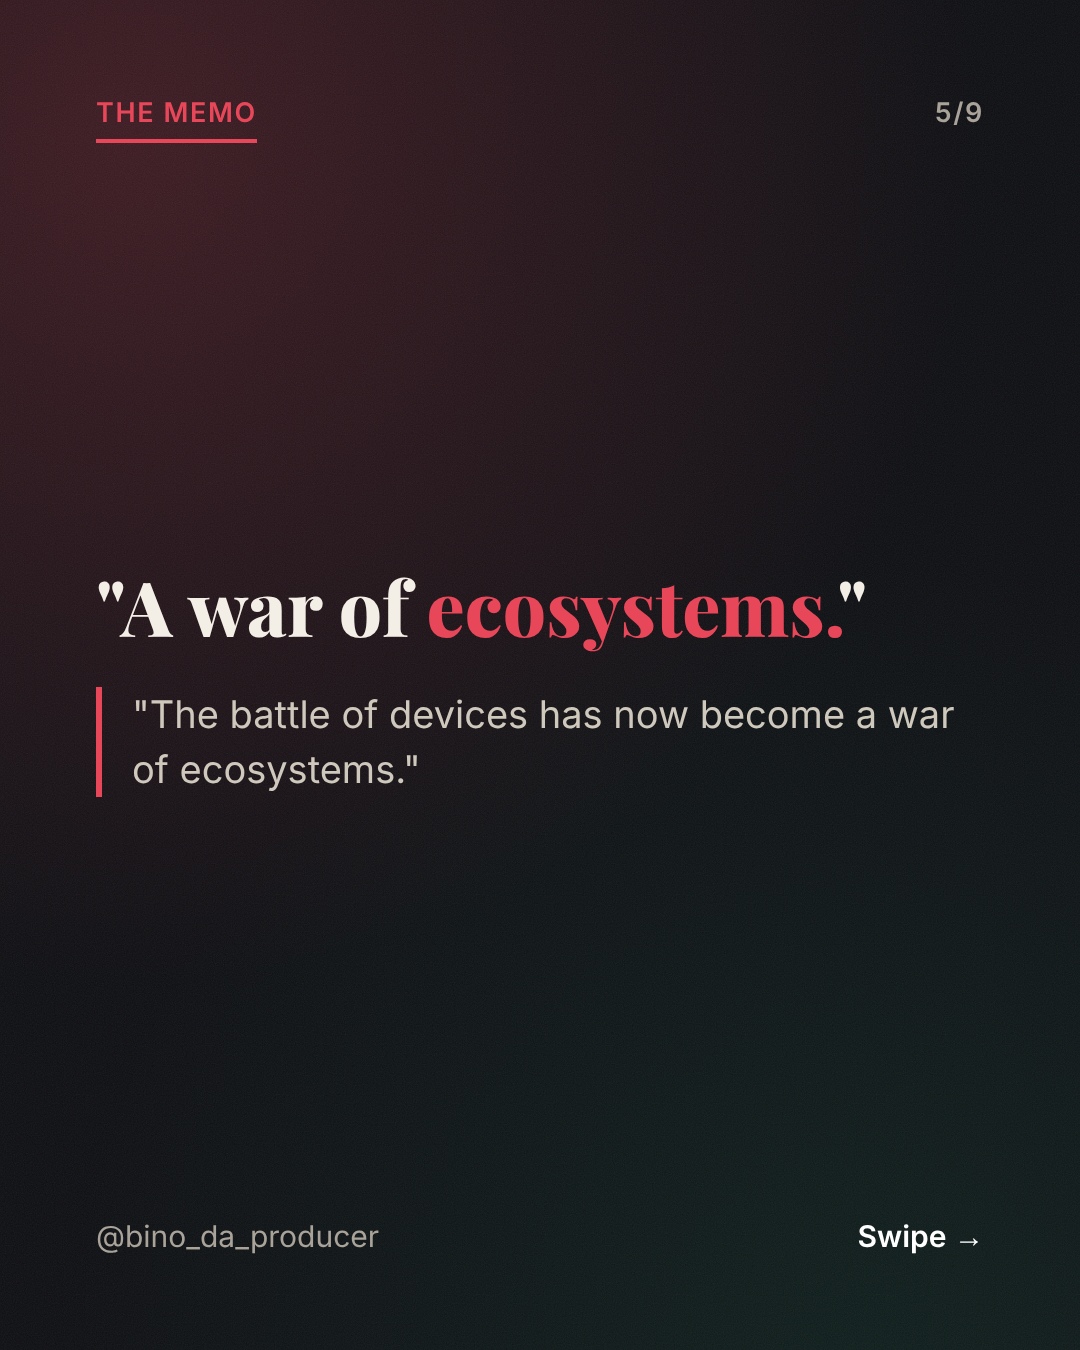 THE MEMO
5/9
"A war of ecosystems."
"The battle of devices has now become a war
of ecosystems."
@bino_da_producer
Swipe →